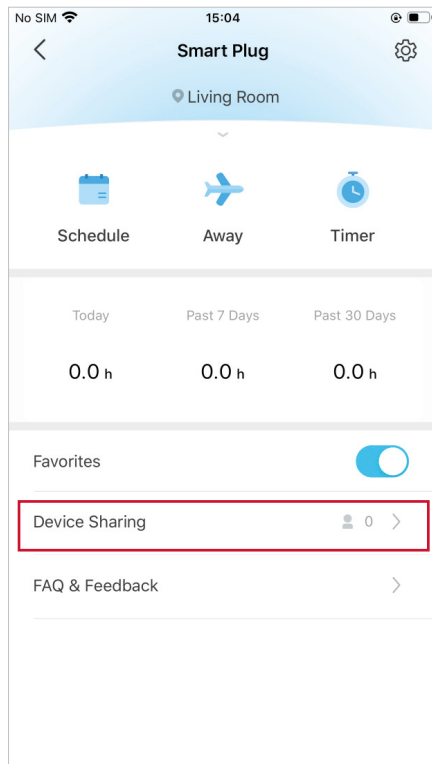 No SIM 15:04
Smart Plug
Living Room
Schedule Away Timer
Today Past 7 Days Past 30 Days
0.0 h 0.0 h 0.0 h
Favorites
Device Sharing 0
FAQ & Feedback